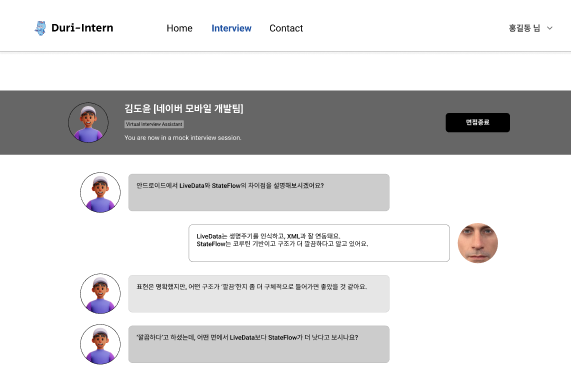 Duri-Intern
Home
Interview
Contact
홍길동 님
김도윤 [네이버 모바일 개발팀]
Virtual Interview Assistant
You are now in a mock interview session.
면접종료
안드로이드에서 LiveData와 StateFlow의 차이점을 설명해보시겠어요?
LiveData는 생명주기를 인식하고, XML과 잘 연동돼요.
StateFlow는 코루틴 기반이고 구조가 더 깔끔하다고 알고 있어요.
표현은 명확했지만, 어떤 구조가 '깔끔'한지 좀 더 구체적으로 들어가면 좋았을 것 같아요.
'깔끔하다'고 하셨는데, 어떤 면에서 LiveData보다 StateFlow가 더 낫다고 보시나요?